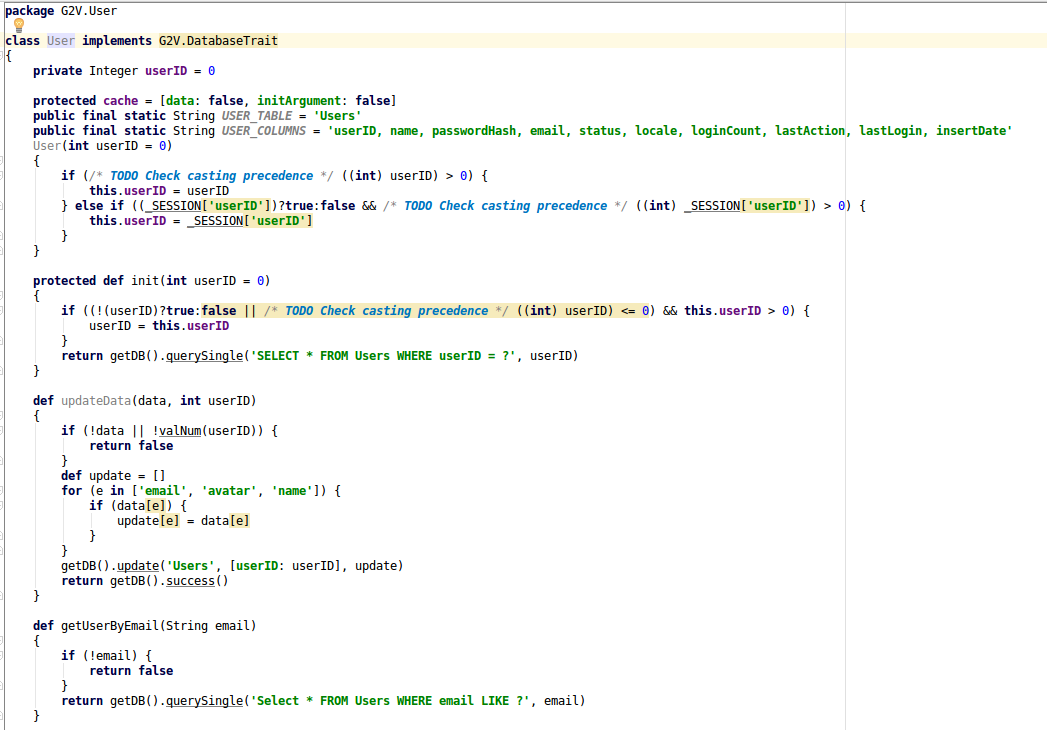 package G2V.User
class User implements G2V.DatabaseTrait
{
    private Integer userID = 0
    protected cache = [data: false, initArgument: false]
    public final static String USER_TABLE = 'Users'
    public final static String USER_COLUMNS = 'userID, name, passwordHash, email, status, locale, loginCount, lastAction, lastLogin, insertDate'
    User(int userID = 0)
    {
        if (/* TODO Check casting precedence */ ((int) userID) > 0) {
            this.userID = userID
        } else if ((_SESSION['userID'])?true:false && /* TODO Check casting precedence */ ((int) _SESSION['userID']) > 0) {
            this.userID = _SESSION['userID']
        }
    }
    protected def init(int userID = 0)
    {
        if ((!(userID)?true:false || /* TODO Check casting precedence */ ((int) userID) <= 0) && this.userID > 0) {
            userID = this.userID
        }
        return getDB().querySingle('SELECT * FROM Users WHERE userID = ?', userID)
    }
    def updateData(data, int userID)
    {
        if (!data || !valNum(userID)) {
            return false
        }
        def update = []
        for (e in ['email', 'avatar', 'name']) {
            if (data[e]) {
                update[e] = data[e]
            }
        }
        getDB().update('Users', [userID: userID], update)
        return getDB().success()
    }
    def getUserByEmail(String email)
    {
        if (!email) {
            return false
        }
        return getDB().querySingle('Select * FROM Users WHERE email LIKE ?', email)
    }